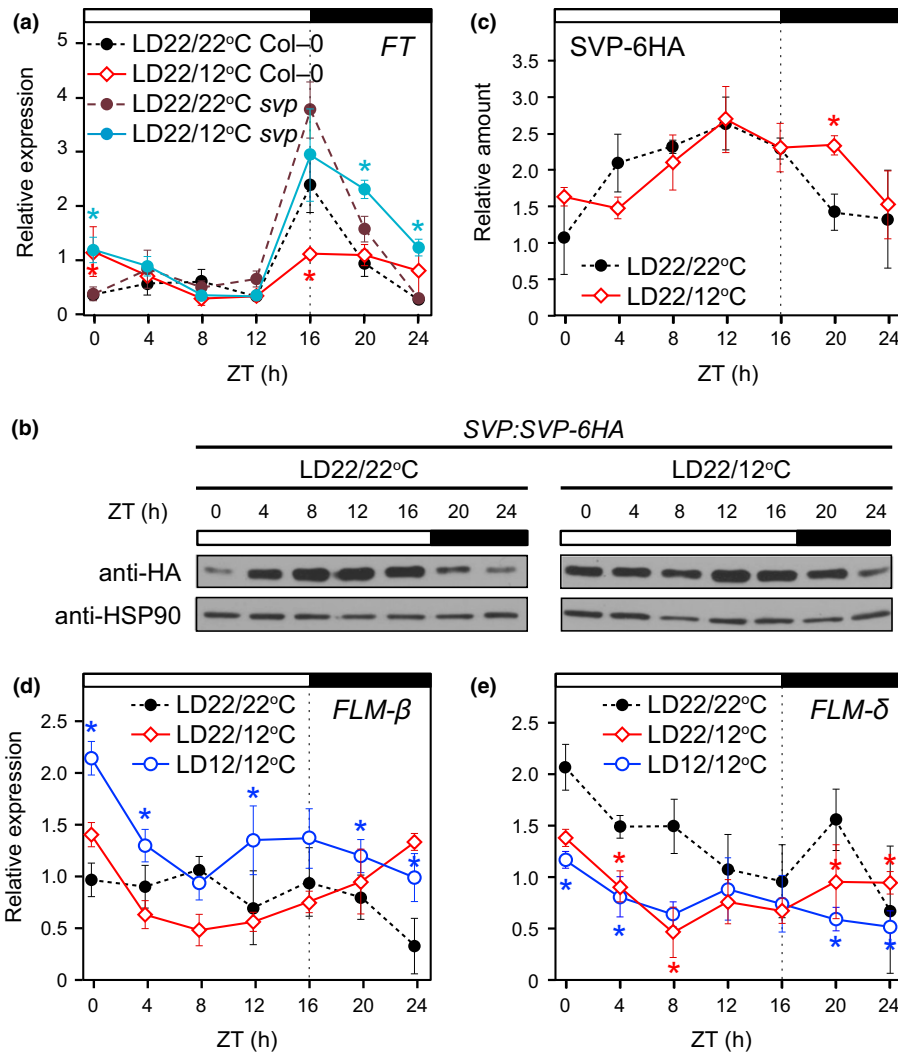 (a)
FT
LD22/22°C Col–0
LD22/12°C Col–0
LD22/22°C svp
LD22/12°C svp
Relative expression
5
4
3
2
1
0
* * * * *
0 4 8 12 16 20 24
ZT (h)
(c)
SVP-6HA
Relative amount
3.5
3.0
2.5
2.0
1.5
1.0
0.5
0
*
LD22/22°C
LD22/12°C
0 4 8 12 16 20 24
ZT (h)
(b)
SVP:SVP-6HA
LD22/22°C LD22/12°C
ZT (h) 0 4 8 12 16 20 24 0 4 8 12 16 20 24
anti-HA
anti-HSP90
(d)
FLM-β
LD22/22°C
LD22/12°C
LD12/12°C
Relative expression
2.5
2.0
1.5
1.0
0.5
0
* * * * *
0 4 8 12 16 20 24
ZT (h)
(e)
FLM-δ
LD22/22°C
LD22/12°C
LD12/12°C
2.5
2.0
1.5
1.0
0.5
0
* * * * * * * *
0 4 8 12 16 20 24
ZT (h)